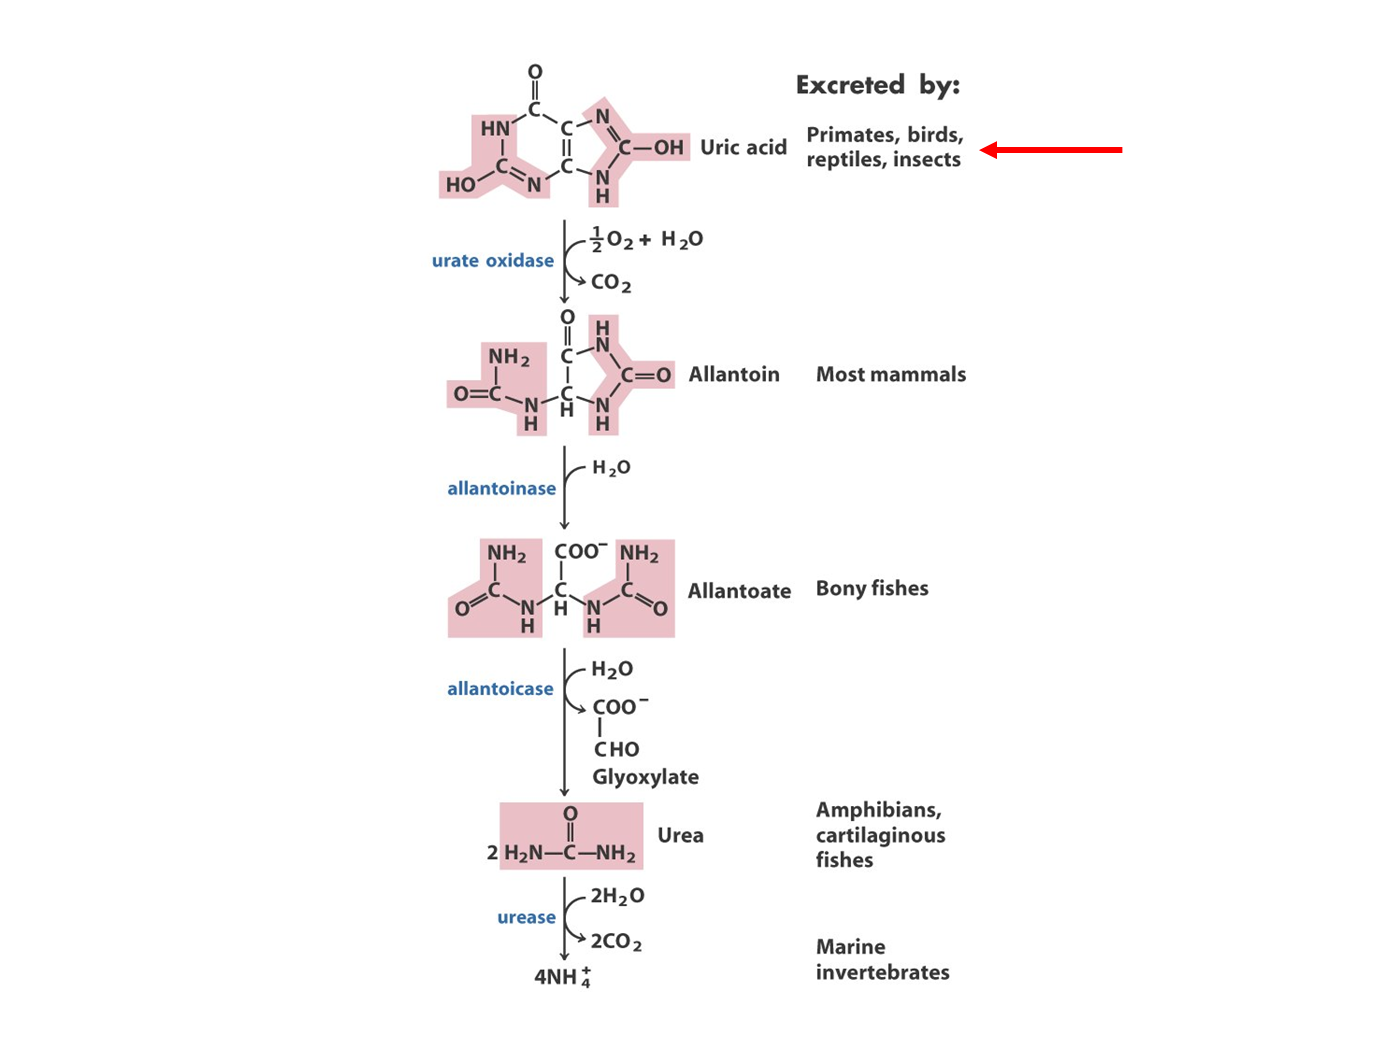 Excreted by:
O
C
HN
C
N
C
HO
C
N
C
N
H
C
OH
Uric acid
Primates, birds,
reptiles, insects
urate oxidase
1/2 O2 + H2O
CO2
O
C
H
N
NH2
C=O
O=C
N
H
C
H
N
H
Allantoin
Most mammals
allantoinase
H2O
NH2
COO−
NH2
C
C
C
O
N
H
H
N
H
O
Allantoate
Bony fishes
allantoicase
H2O
COO−
CHO
Glyoxylate
O
2 H2N—C—NH2
Urea
Amphibians,
cartilaginous
fishes
urease
2H2O
2CO2
4NH4+
Marine
invertebrates